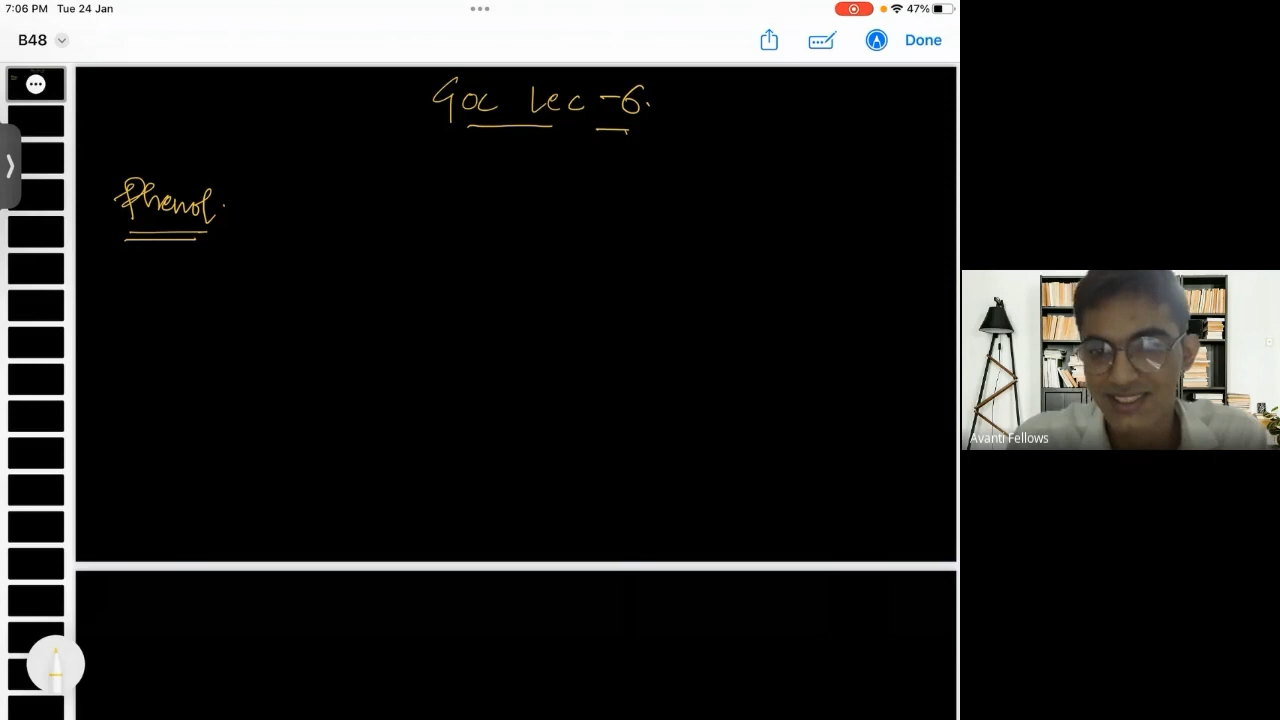 7:06 PM Tue 24 Jan
47%
B48
Done
Goc Lec -6.
Phenol.
Avanti Fellows